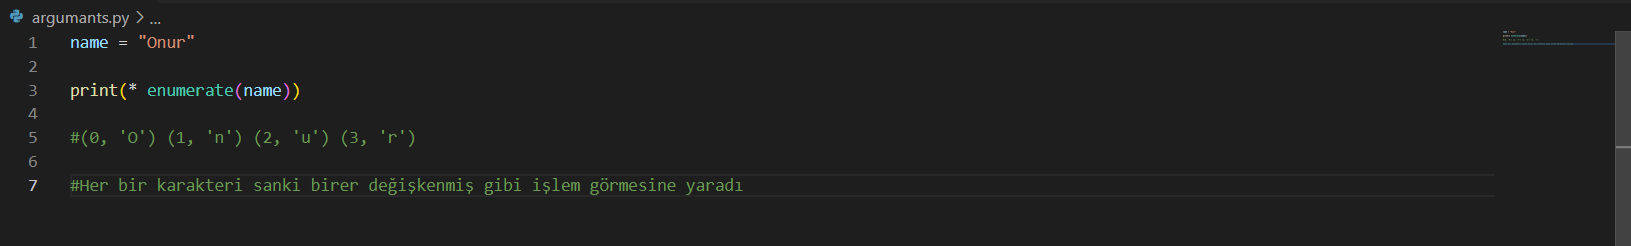 argumants.py > ...
1 name = "Onur"
2
3 print(* enumerate(name))
4
5 #(0, 'O') (1, 'n') (2, 'u') (3, 'r')
6
7 #Her bir karakteri sanki birer değişkenmiş gibi işlem görmesine yaradı